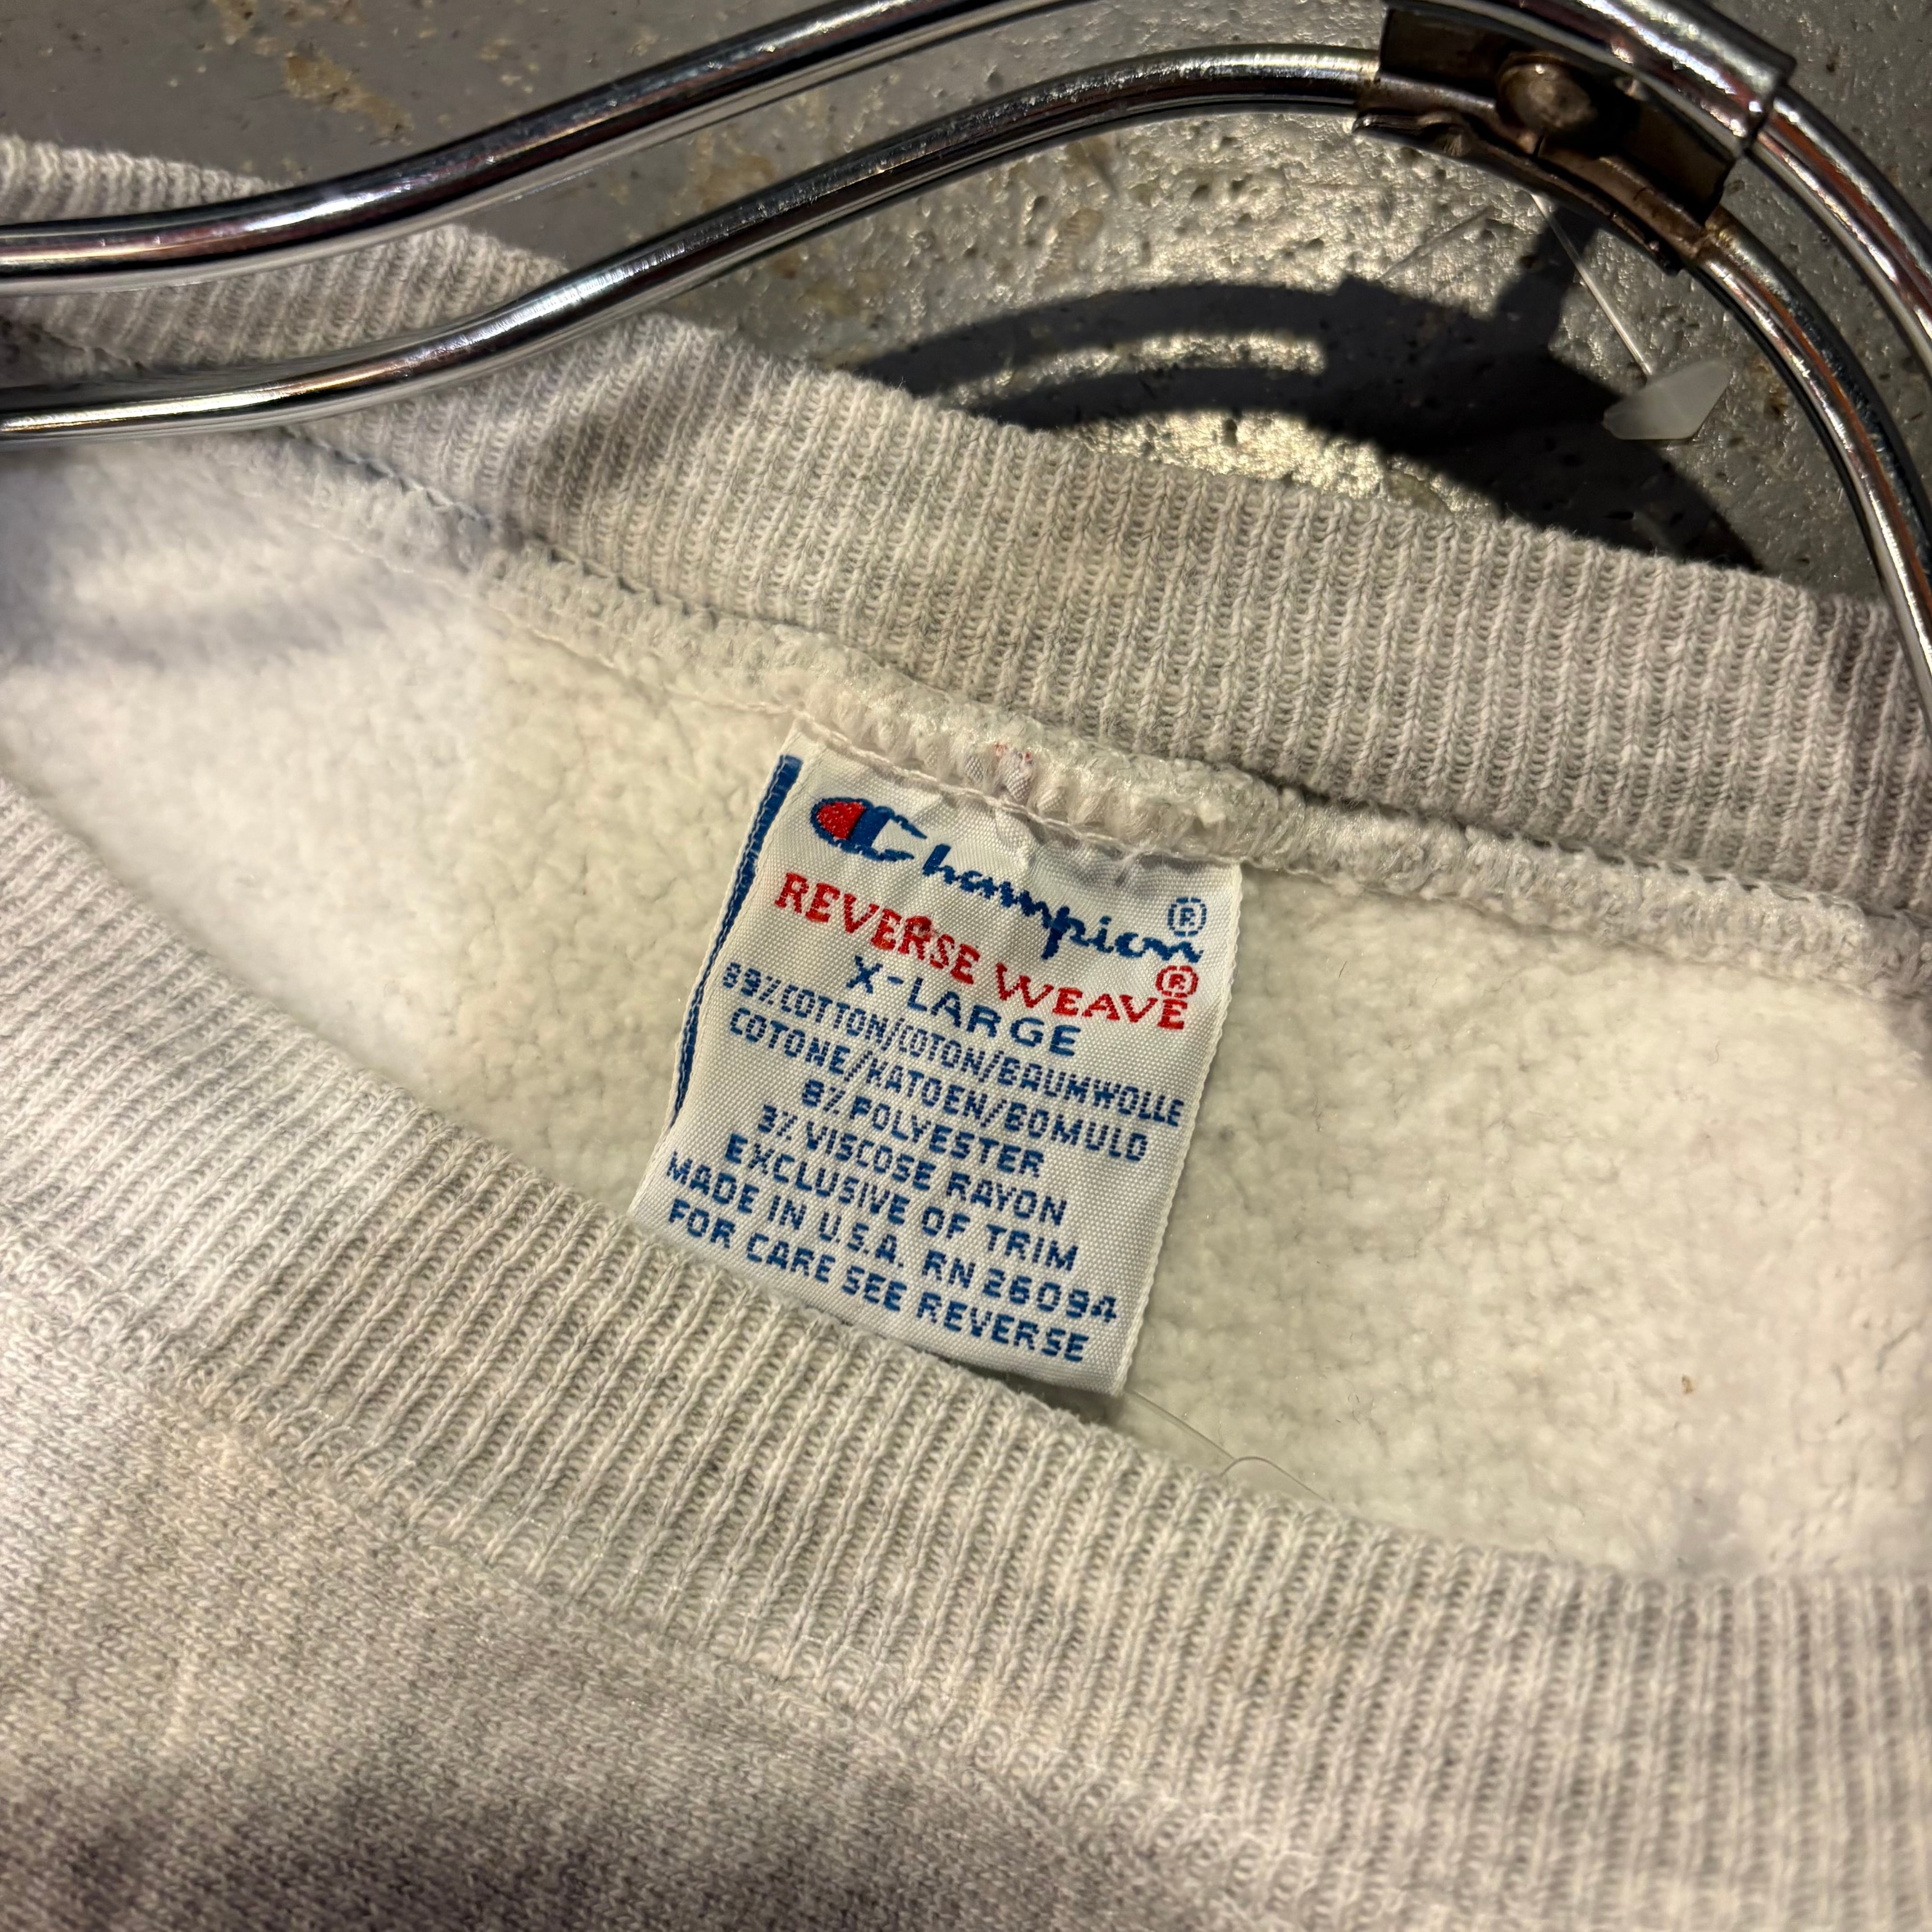 Champion®
REVERSE WEAVE®
X-LARGE
89% COTTON/COTON/BAUMWOLLE
COTONE/KATOEN/BOMULD
8% POLYESTER
3% VISCOSE RAYON
EXCLUSIVE OF TRIM
MADE IN U.S.A. RN 26094
FOR CARE SEE REVERSE